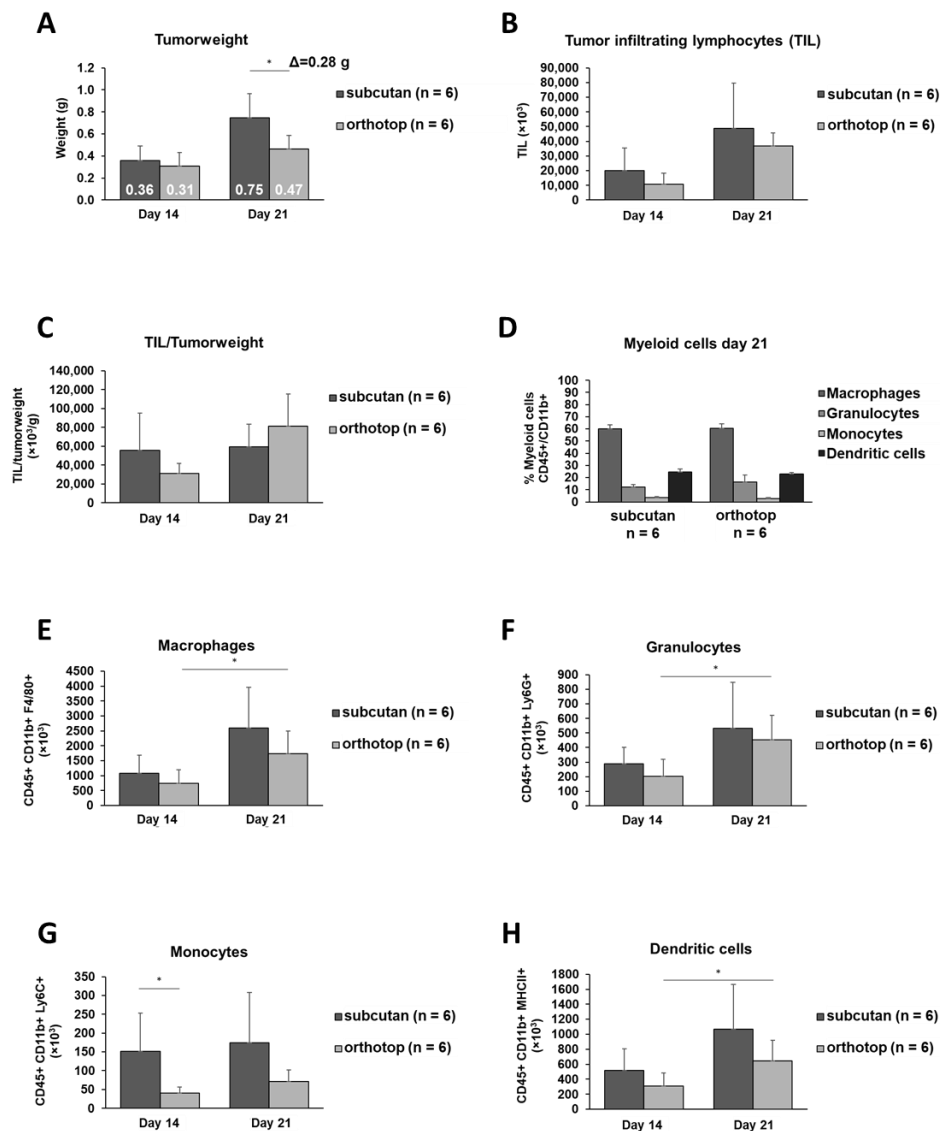 A
Tumorweight
* Δ=0.28 g
Weight (g)
1.2
1.0
0.8
0.6
0.4
0.2
0.0
0.36 0.31 0.75 0.47
Day 14 Day 21
subcutan (n = 6)
orthotop (n = 6)
B
Tumor infiltrating lymphocytes (TIL)
TIL (×10³)
90,000
80,000
70,000
60,000
50,000
40,000
30,000
20,000
10,000
0
Day 14 Day 21
subcutan (n = 6)
orthotop (n = 6)
C
TIL/Tumorweight
TIL/tumorweight
(×10³/g)
140,000
120,000
100,000
80,000
60,000
40,000
20,000
0
Day 14 Day 21
subcutan (n = 6)
orthotop (n = 6)
D
Myeloid cells day 21
% Myeloid cells
CD45+/CD11b+
100
90
80
70
60
50
40
30
20
10
0
subcutan orthotop
n = 6 n = 6
Macrophages
Granulocytes
Monocytes
Dendritic cells
E
Macrophages
*
CD45+ CD11b+ F4/80+
(×10³)
4500
4000
3500
3000
2500
2000
1500
1000
500
0
Day 14 Day 21
subcutan (n = 6)
orthotop (n = 6)
F
Granulocytes
*
CD45+ CD11b+ Ly6G+
(×10³)
900
800
700
600
500
400
300
200
100
0
Day 14 Day 21
subcutan (n = 6)
orthotop (n = 6)
G
Monocytes
*
CD45+ CD11b+ Ly6C+
(×10³)
350
300
250
200
150
100
50
0
Day 14 Day 21
subcutan (n = 6)
orthotop (n = 6)
H
Dendritic cells
*
CD45+ CD11b+ MHCII+
(×10³)
1800
1600
1400
1200
1000
800
600
400
200
0
Day 14 Day 21
subcutan (n = 6)
orthotop (n = 6)